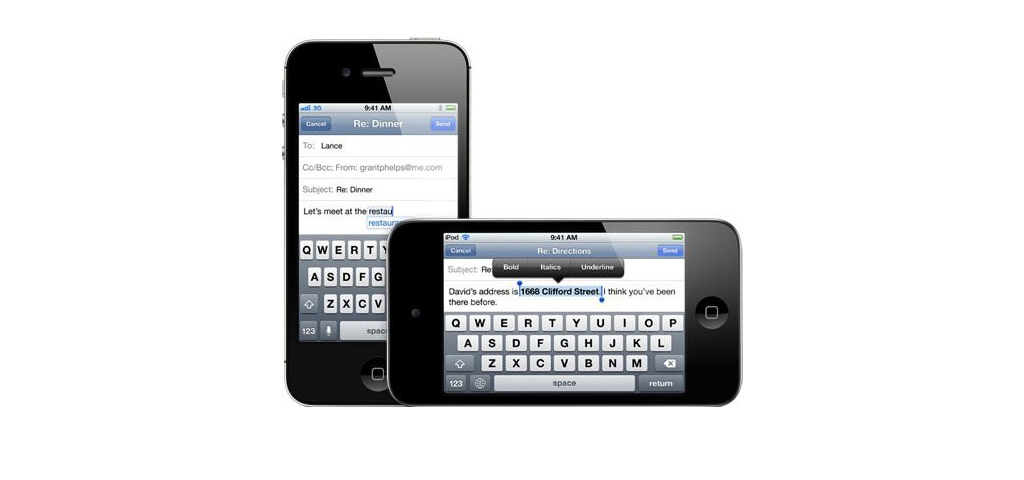 3G 9:41 AM
Cancel Re: Dinner Send
To: Lance
Cc/Bcc; From: grantphelps@me.com
Subject: Re: Dinner
Let's meet at the restau
Q W E R T Y
A S D F G
Z X C V
123 space
iPod 9:41 AM
Cancel Re: Directions Send
Subject: Re:
Bold Italics Underline
David's address is 1668 Clifford Street. I think you've been
there before.
Q W E R T Y U I O P
A S D F G H J K L
Z X C V B N M
123 space return